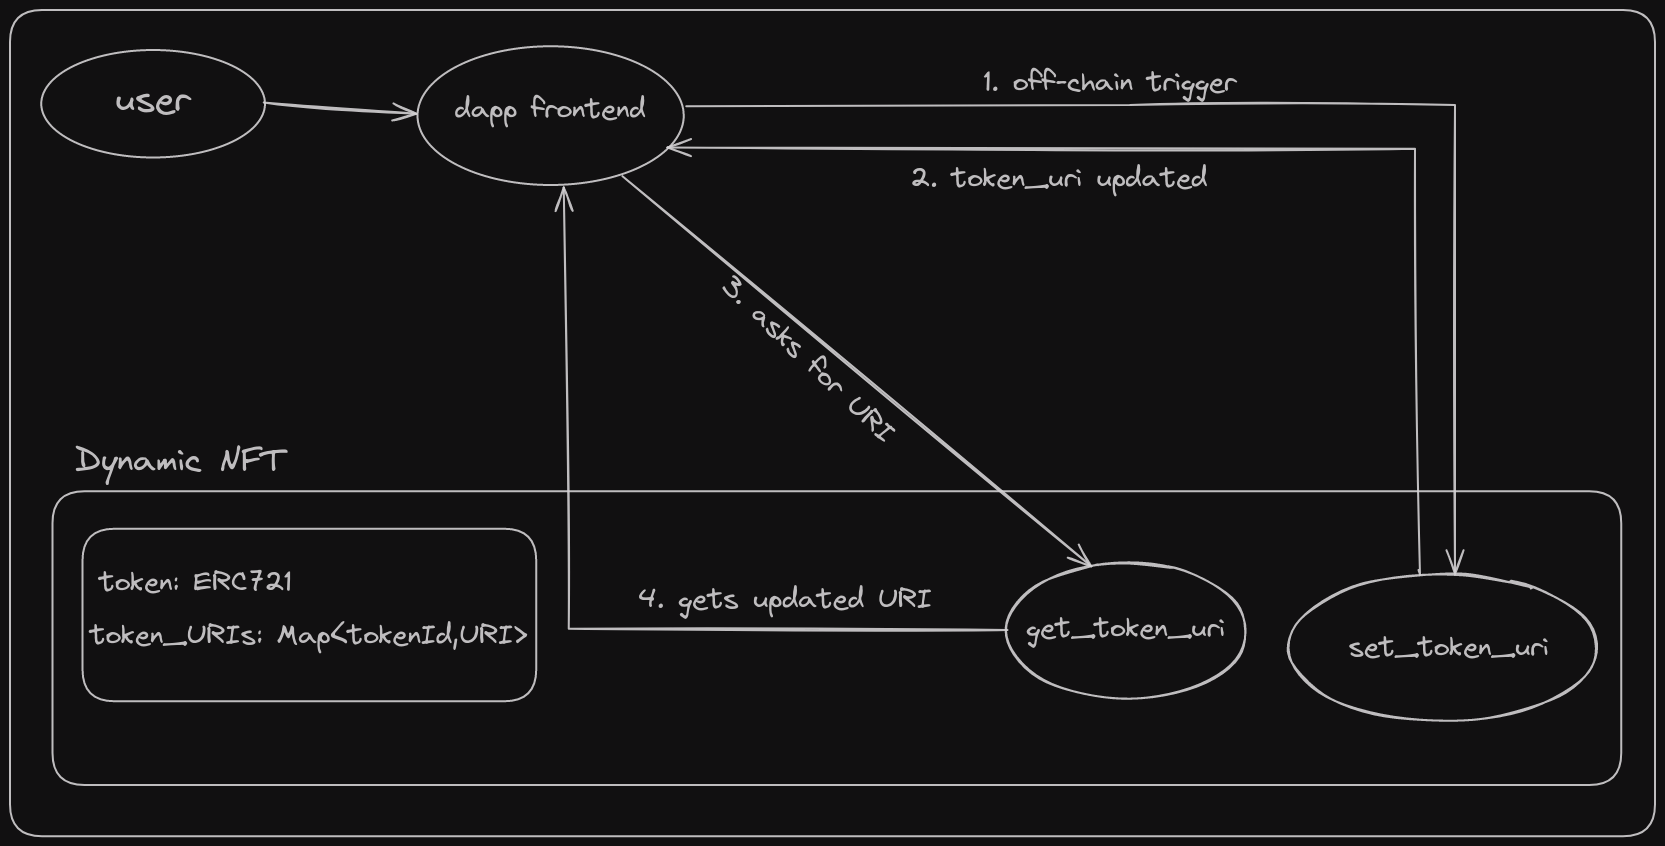 user
dapp frontend
1. off-chain trigger
2. token_uri updated
3. asks for URI
Dynamic NFT
token: ERC721
token_URIs: Map<tokenId,URI>
4. gets updated URI
get_token_uri
set_token_uri